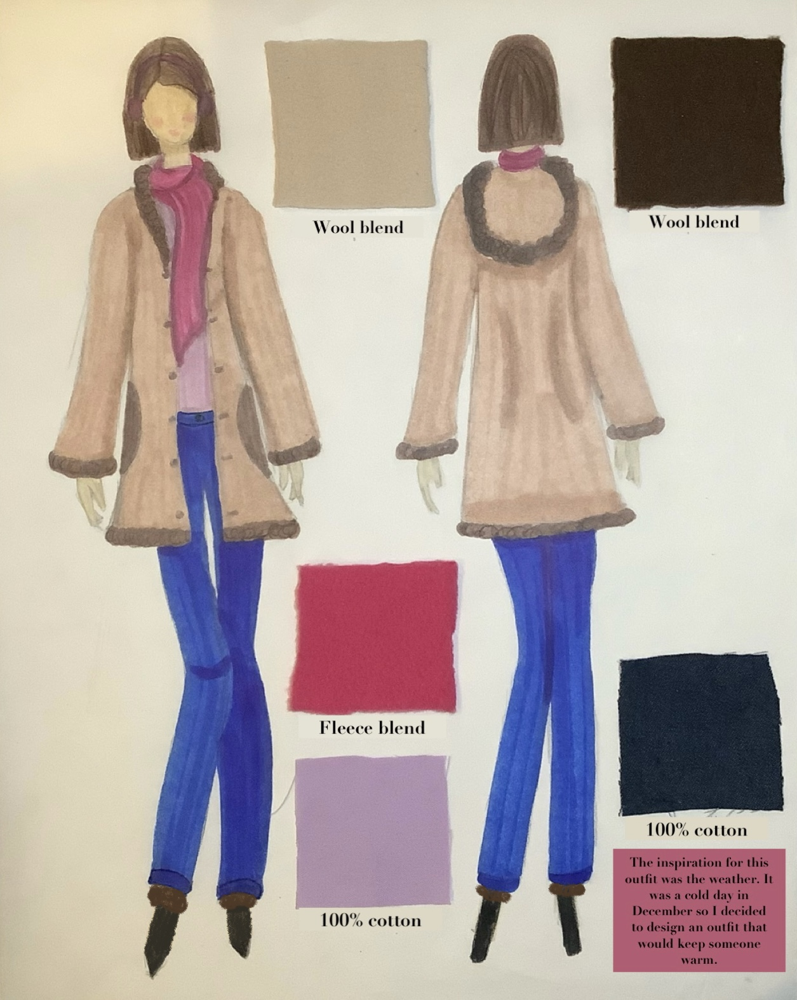 Wool blend
Wool blend
Fleece blend
100% cotton
100% cotton
The inspiration for this
outfit was the weather. It
was a cold day in
December so I decided
to design an outfit that
would keep someone
warm.